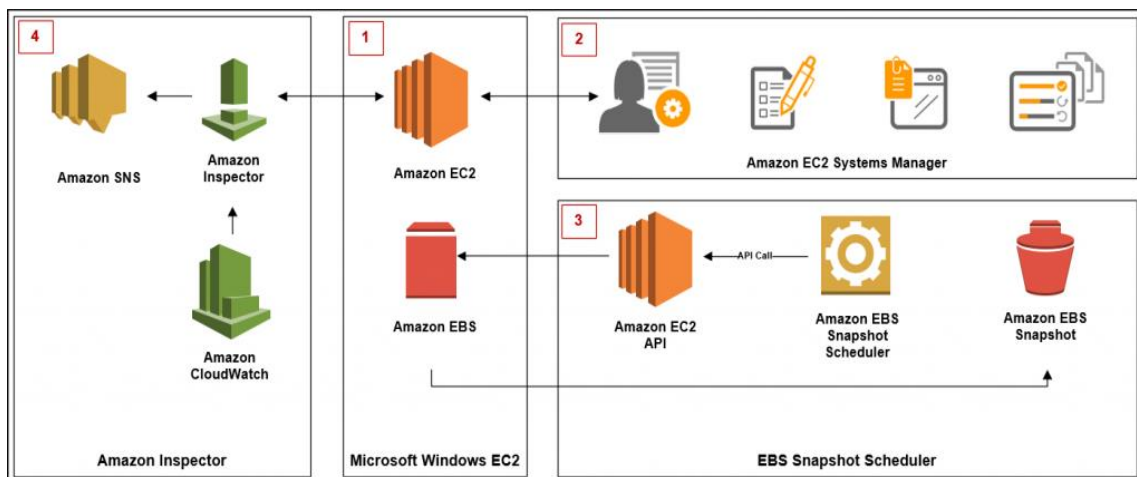 4
1
2
Amazon SNS
Amazon
Inspector
Amazon EC2
Amazon EC2 Systems Manager
3
API Call
Amazon
CloudWatch
Amazon EBS
Amazon EC2
API
Amazon EBS
Snapshot
Scheduler
Amazon EBS
Snapshot
Amazon Inspector
Microsoft Windows EC2
EBS Snapshot Scheduler